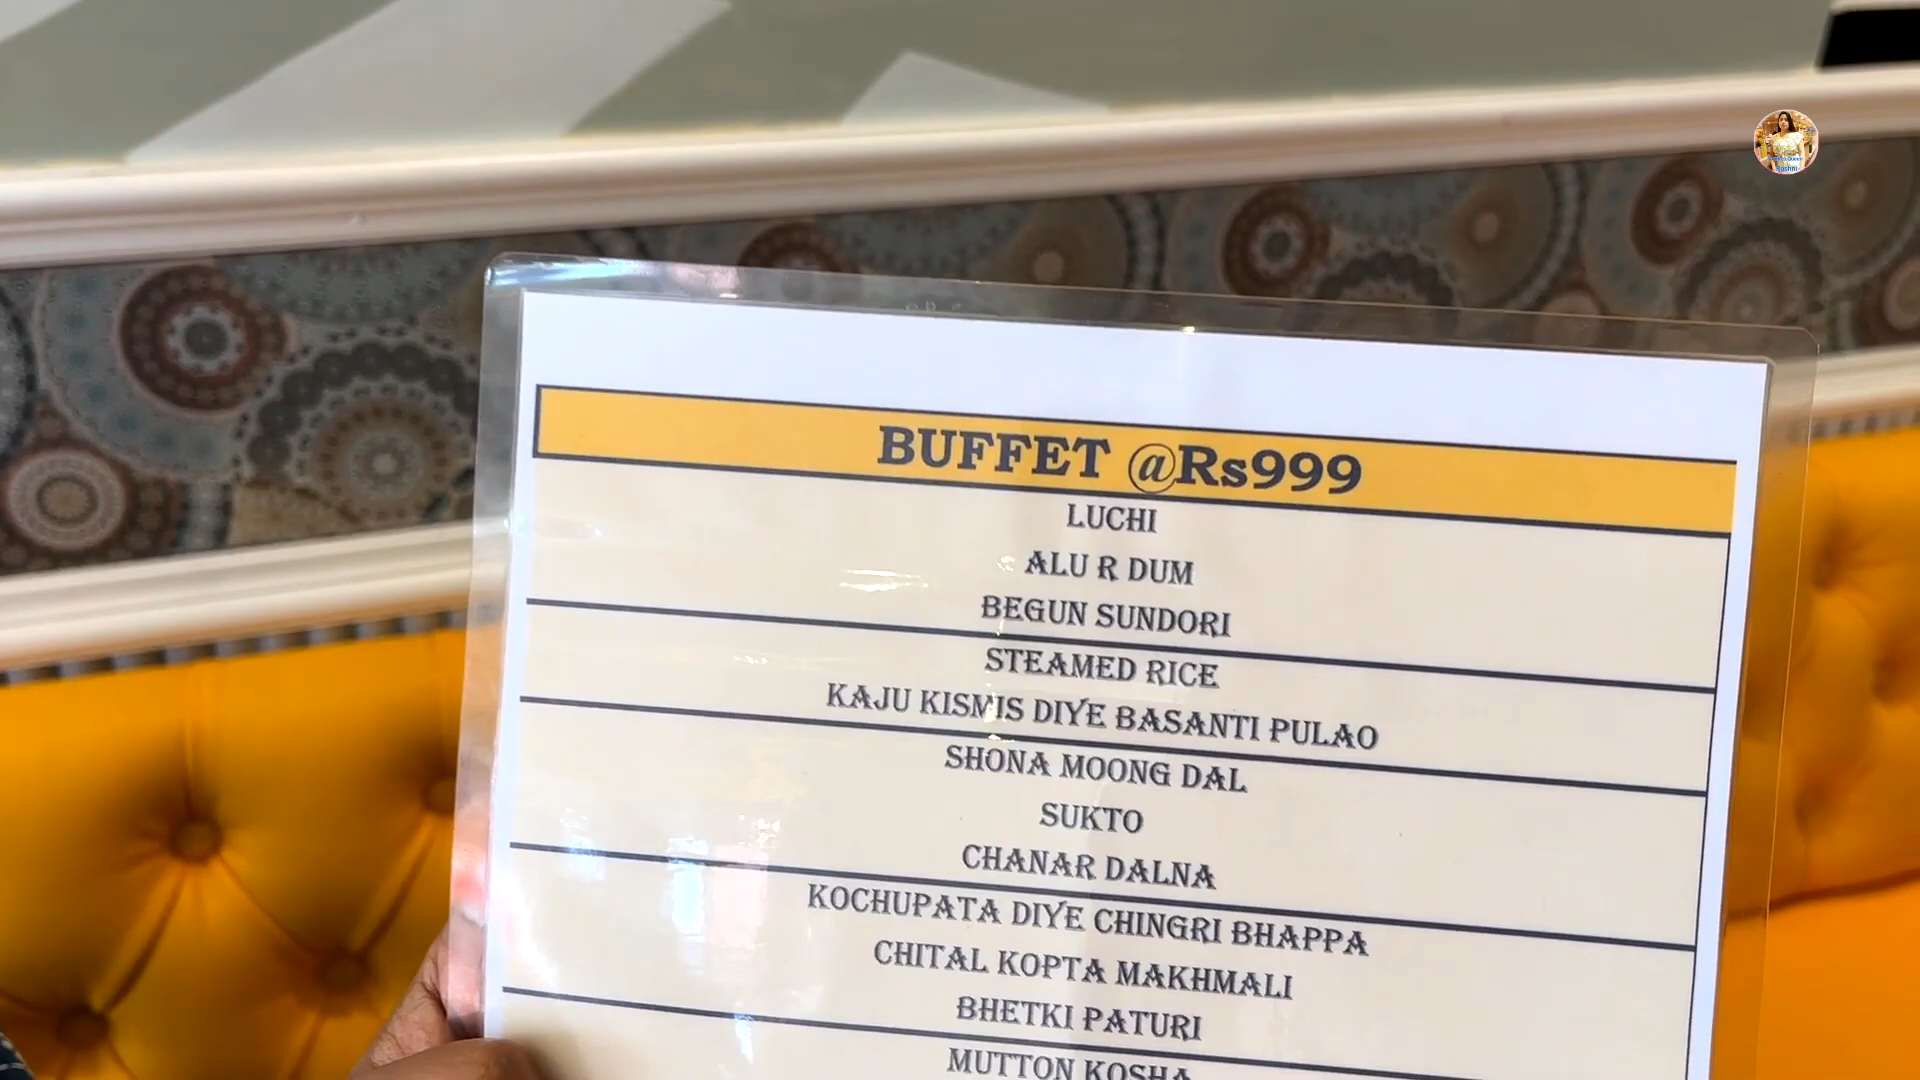 BUFFET @Rs999
LUCHI
ALU R DUM
BEGUN SUNDORI
STEAMED RICE
KAJU KISMIS DIYE BASANTI PULAO
SHONA MOONG DAL
SUKTO
CHANAR DALNA
KOCHUPATA DIYE CHINGRI BHAPPA
CHITAL KOPTA MAKHMALI
BHETKI PATURI
MUTTON KOSHA